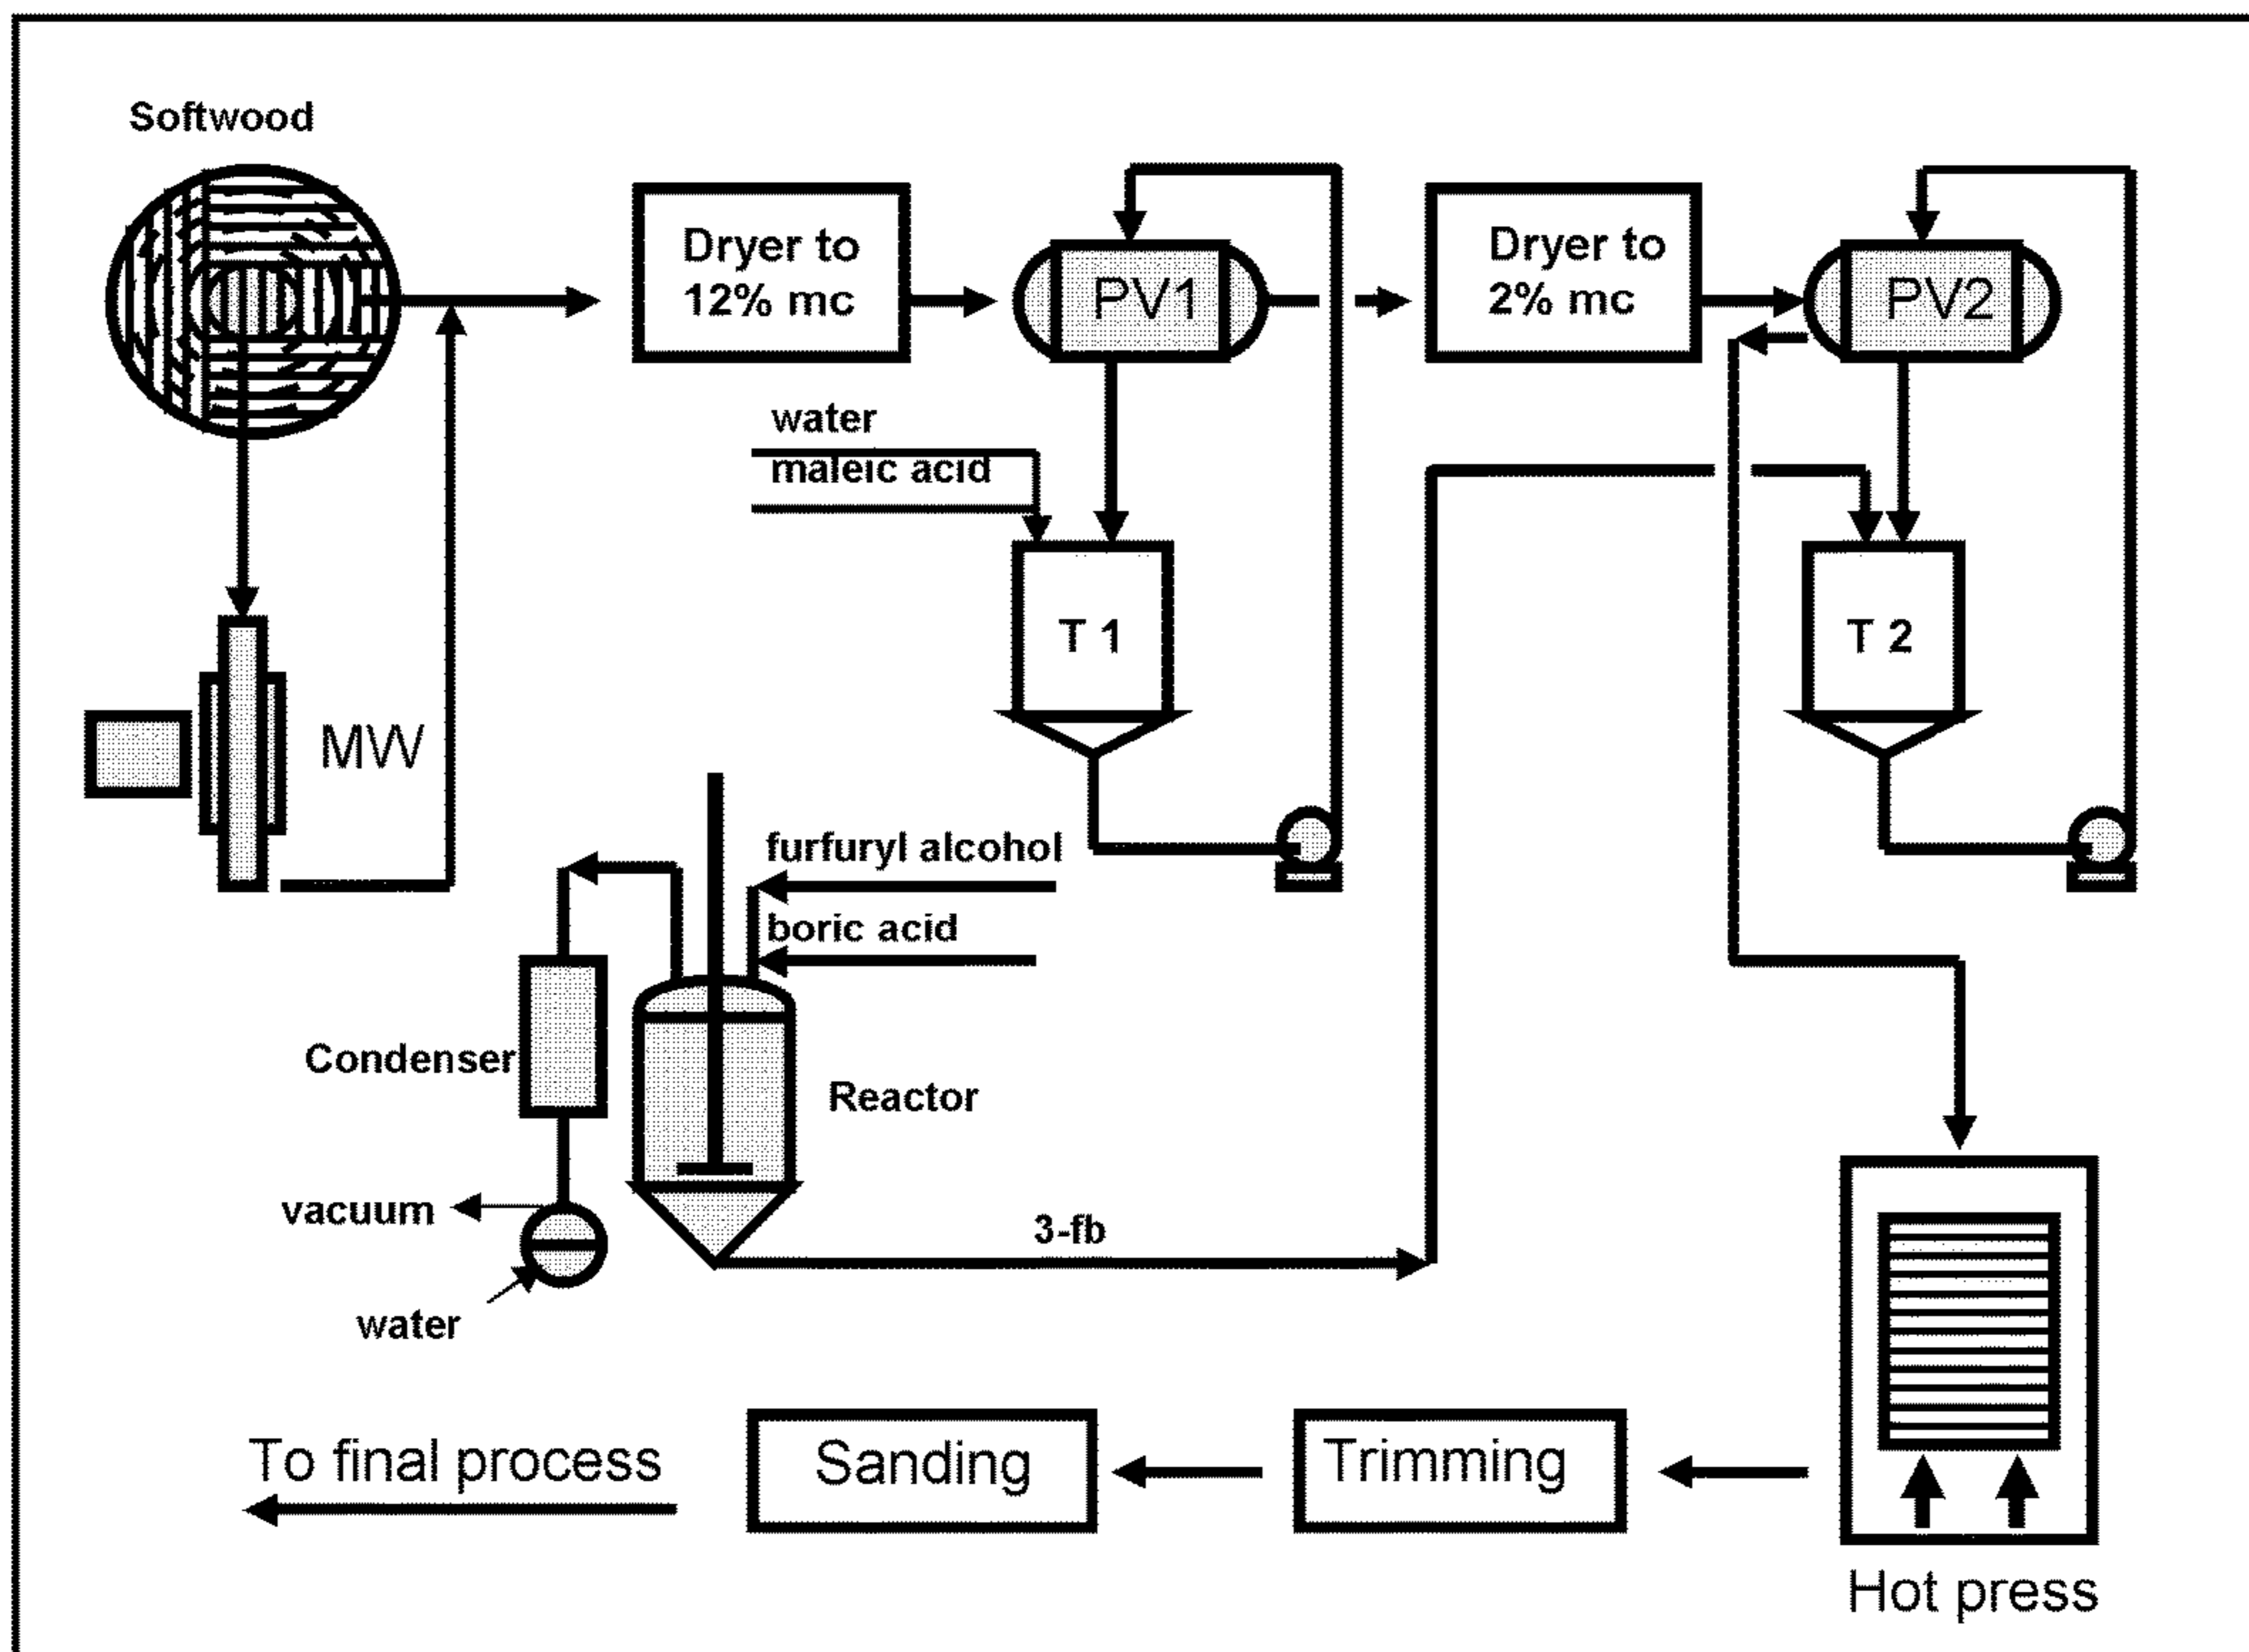 Softwood
Dryer to
12% mc
PV1
Dryer to
2% mc
PV2
water
maleic acid
T 1
T 2
MW
furfuryl alcohol
boric acid
Condenser
Reactor
vacuum
3-fb
water
To final process
Sanding
Trimming
Hot press